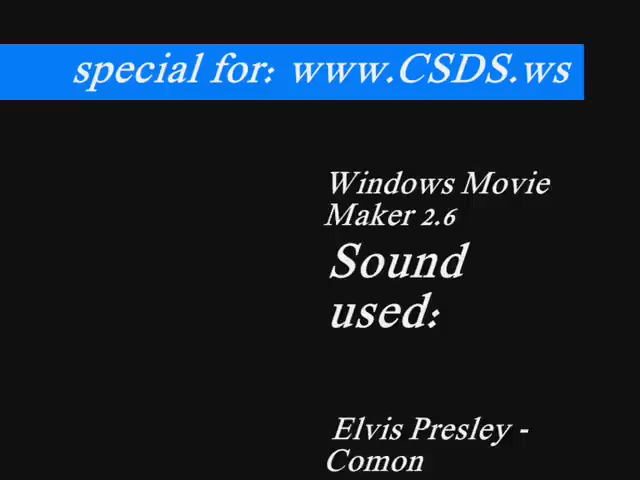 special for: www.CSDS.ws
Windows Movie
Maker 2.6
Sound
used:
Elvis Presley -
Comon